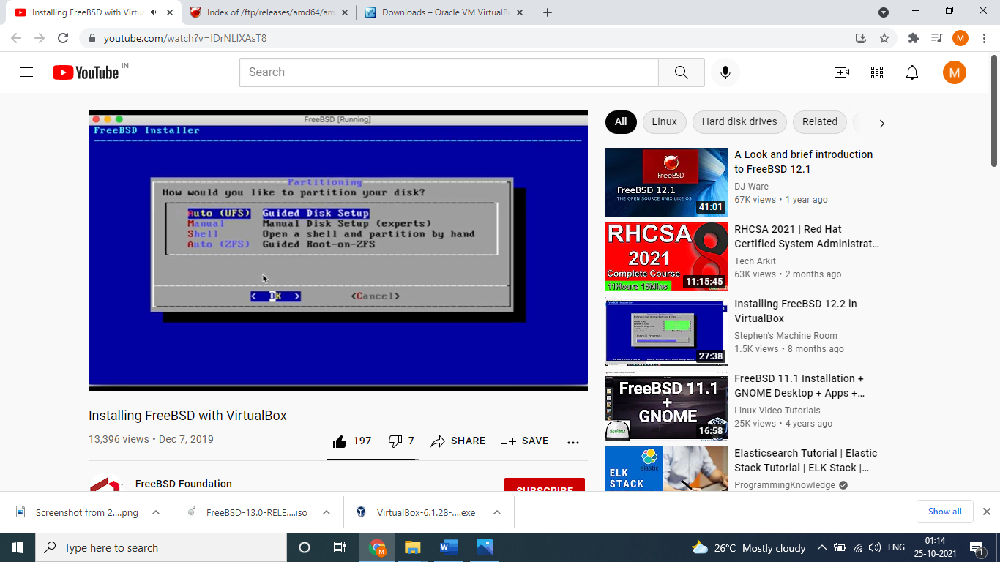 Installing FreeBSD with Virtu
Index of /ftp/releases/amd64/am
Downloads – Oracle VM VirtualB
youtube.com/watch?v=IDrNLIXAsT8
M
YouTube IN
Search
M
FreeBSD [Running]
FreeBSD Installer
Partitioning
How would you like to partition your disk?
Auto (UFS) Guided Disk Setup
Manual Manual Disk Setup (experts)
Shell Open a shell and partition by hand
Auto (ZFS) Guided Root-on-ZFS
< OK > <Cancel>
Installing FreeBSD with VirtualBox
13,396 views • Dec 7, 2019
197 7 SHARE SAVE
FreeBSD Foundation
SUBSCRIBE
All Linux Hard disk drives Related
FreeBSD
FreeBSD 12.1
THE OPEN SOURCE UNIX-LIKE OS
41:01
A Look and brief introduction
to FreeBSD 12.1
DJ Ware
67K views • 1 year ago
RHCSA 8
2021
Complete Course
11Hours 15Mins
11:15:45
RHCSA 2021 | Red Hat
Certified System Administrat...
Tech Arkit
63K views • 2 months ago
27:38
Installing FreeBSD 12.2 in
VirtualBox
Stephen's Machine Room
1.5K views • 8 months ago
FreeBSD 11.1
+
GNOME
16:58
FreeBSD 11.1 Installation +
GNOME Desktop + Apps +...
Linux Video Tutorials
25K views • 4 years ago
ELK
STACK
elastic
Elasticsearch Tutorial | Elastic
Stack Tutorial | ELK Stack |...
ProgrammingKnowledge
Screenshot from 2....png
FreeBSD-13.0-RELE....iso
VirtualBox-6.1.28-....exe
Show all
Type here to search
M
26°C Mostly cloudy
ENG
01:14
25-10-2021
1